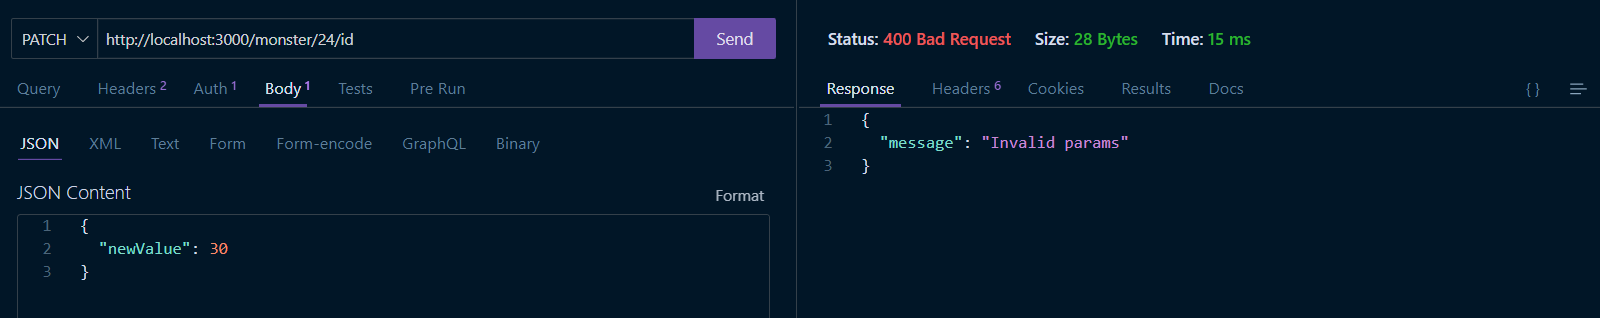 PATCH http://localhost:3000/monster/24/id Send
Query Headers 2 Auth 1 Body 1 Tests Pre Run
JSON XML Text Form Form-encode GraphQL Binary
JSON Content Format
1 {
2 "newValue": 30
3 }
Status: 400 Bad Request Size: 28 Bytes Time: 15 ms
Response Headers 6 Cookies Results Docs { }
1 {
2 "message": "Invalid params"
3 }